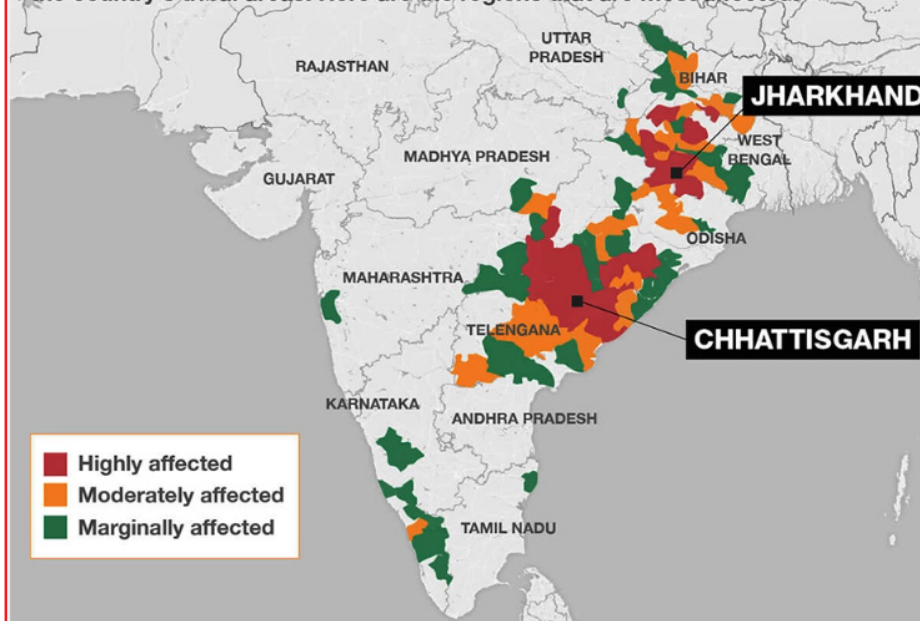 UTTAR
PRADESH
RAJASTHAN
BIHAR
JHARKHAND
WEST
BENGAL
MADHYA PRADESH
GUJARAT
ODISHA
MAHARASHTRA
TELENGANA
CHHATTISGARH
KARNATAKA
ANDHRA PRADESH
Highly affected
Moderately affected
Marginally affected
TAMIL NADU